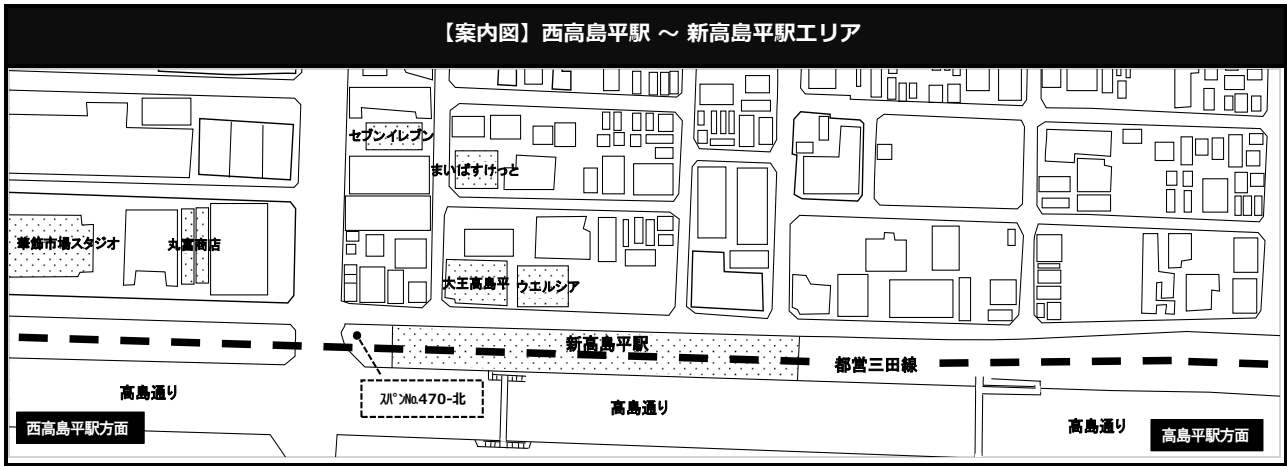 【案内図】西高島平駅 ～ 新高島平駅エリア
セブンイレブン
まいばすけっと
華飾市場スタジオ
丸富商店
大王高島平
ウエルシア
新高島平駅
都営三田線
高島通り
ｽﾊﾟﾝNo.470-北
高島通り
高島通り
西高島平駅方面
高島平駅方面